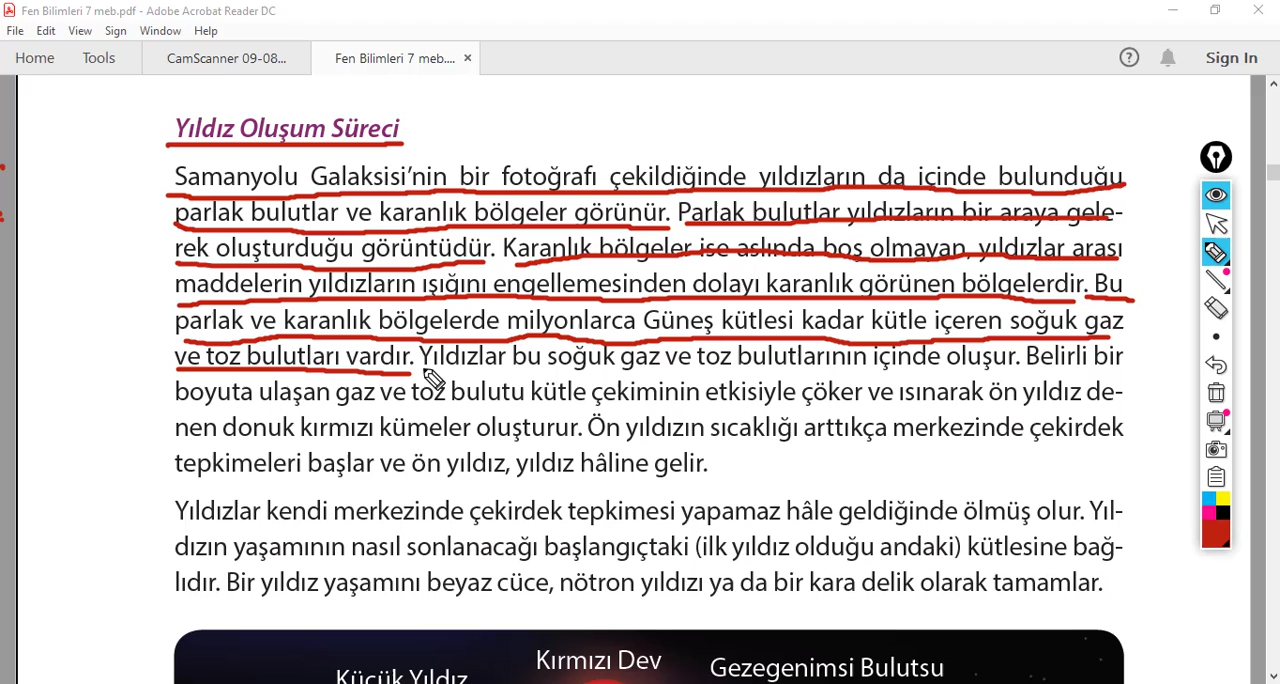 Fen Bilimleri 7 meb.pdf - Adobe Acrobat Reader DC
File Edit View Sign Window Help
Home Tools CamScanner 09-08... Fen Bilimleri 7 meb.... × Sign In
Yıldız Oluşum Süreci
Samanyolu Galaksisi’nin bir fotoğrafı çekildiğinde yıldızların da içinde bulunduğu
parlak bulutlar ve karanlık bölgeler görünür. Parlak bulutlar yıldızların bir araya gele-
rek oluşturduğu görüntüdür. Karanlık bölgeler ise aslında boş olmayan, yıldızlar arası
maddelerin yıldızların ışığını engellemesinden dolayı karanlık görünen bölgelerdir. Bu
parlak ve karanlık bölgelerde milyonlarca Güneş kütlesi kadar kütle içeren soğuk gaz
ve toz bulutları vardır. Yıldızlar bu soğuk gaz ve toz bulutlarının içinde oluşur. Belirli bir
boyuta ulaşan gaz ve toz bulutu kütle çekiminin etkisiyle çöker ve ısınarak ön yıldız de-
nen donuk kırmızı kümeler oluşturur. Ön yıldızın sıcaklığı arttıkça merkezinde çekirdek
tepkimeleri başlar ve ön yıldız, yıldız hâline gelir.
Yıldızlar kendi merkezinde çekirdek tepkimesi yapamaz hâle geldiğinde ölmüş olur. Yıl-
dızın yaşamının nasıl sonlanacağı başlangıçtaki (ilk yıldız olduğu andaki) kütlesine bağ-
lıdır. Bir yıldız yaşamını beyaz cüce, nötron yıldızı ya da bir kara delik olarak tamamlar.
Kırmızı Dev
Küçük Yıldız Gezegenimsi Bulutsu